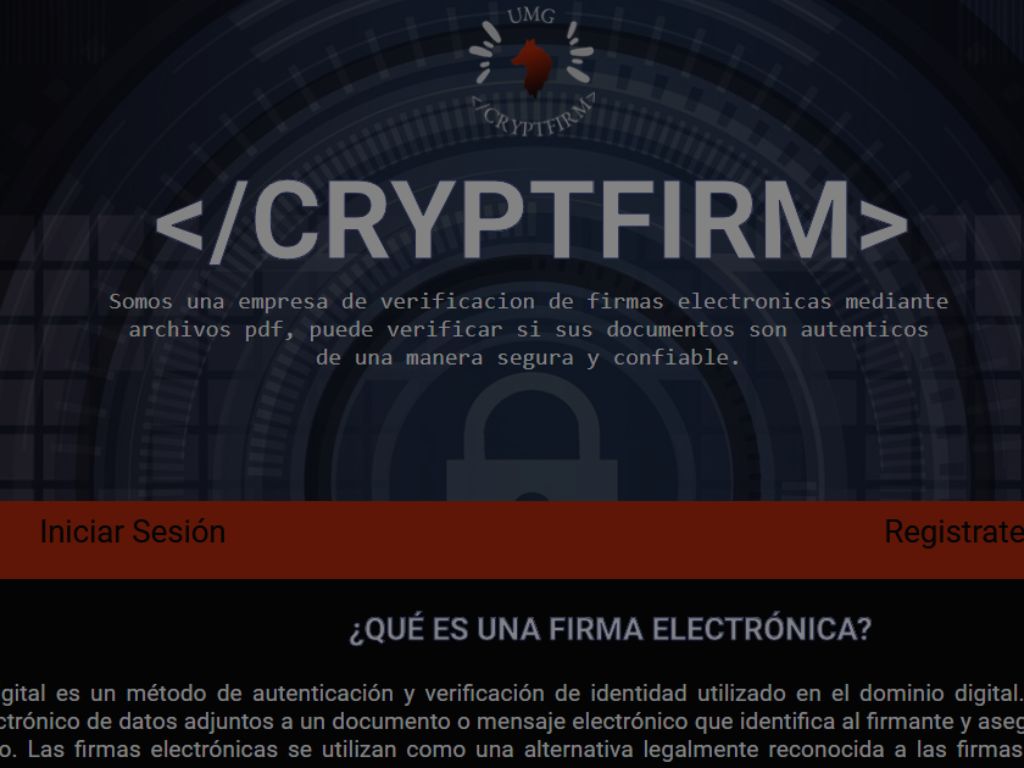 UMG
</CRYPTFIRM>
</CRYPTFIRM>
Somos una empresa de verificacion de firmas electronicas mediante
archivos pdf, puede verificar si sus documentos son autenticos
de una manera segura y confiable.
Iniciar Sesión
Registrate
¿QUÉ ES UNA FIRMA ELECTRÓNICA?
gital es un método de autenticación y verificación de identidad utilizado en el dominio digital.
ctrónico de datos adjuntos a un documento o mensaje electrónico que identifica al firmante y aseg
o. Las firmas electrónicas se utilizan como una alternativa legalmente reconocida a las firmas